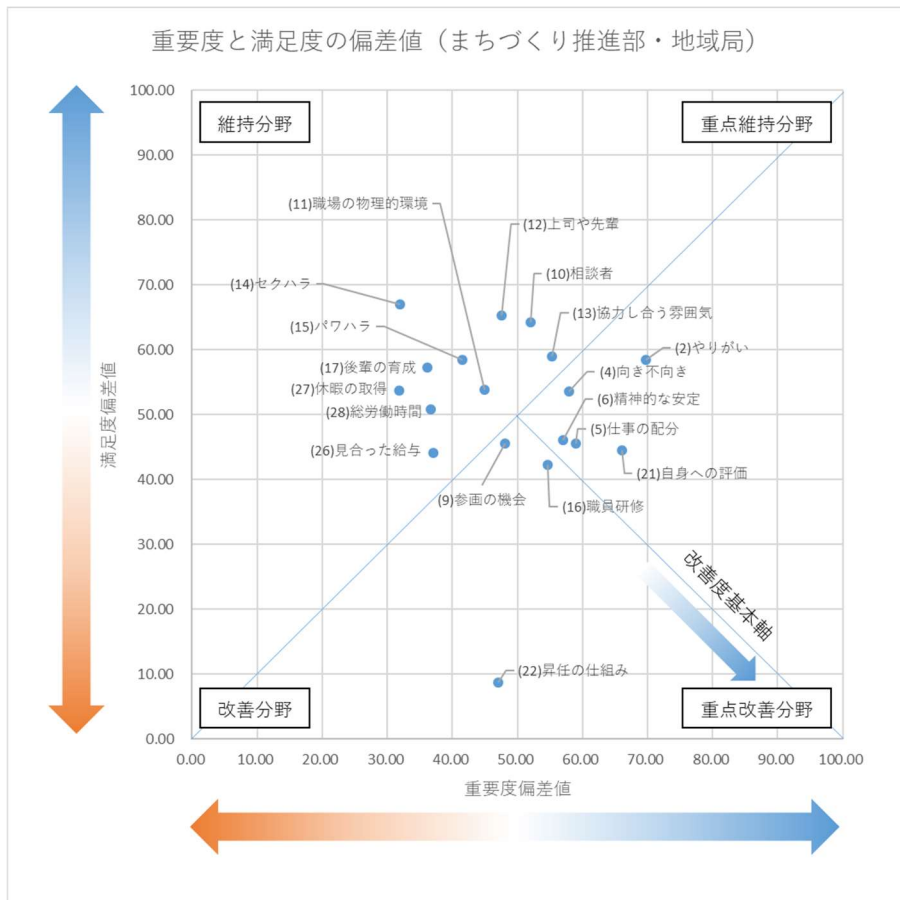 重要度と満足度の偏差値（まちづくり推進部・地域局）
100.00
維持分野
重点維持分野
90.00
(11)職場の物理的環境
80.00
(12)上司や先輩
70.00
(10)相談者
(14)セクハラ
(13)協力し合う雰囲気
(15)パワハラ
60.00
(2)やりがい
(17)後輩の育成
(4)向き不向き
(27)休暇の取得
(6)精神的な安定
(28)総労働時間
50.00
(5)仕事の配分
(26)見合った給与
(21)自身への評価
満足度偏差値
40.00
(9)参画の機会
(16)職員研修
30.00
改善度基本軸
20.00
10.00
(22)昇任の仕組み
改善分野
重点改善分野
0.00
0.00 10.00 20.00 30.00 40.00 50.00 60.00 70.00 80.00 90.00 100.00
重要度偏差値